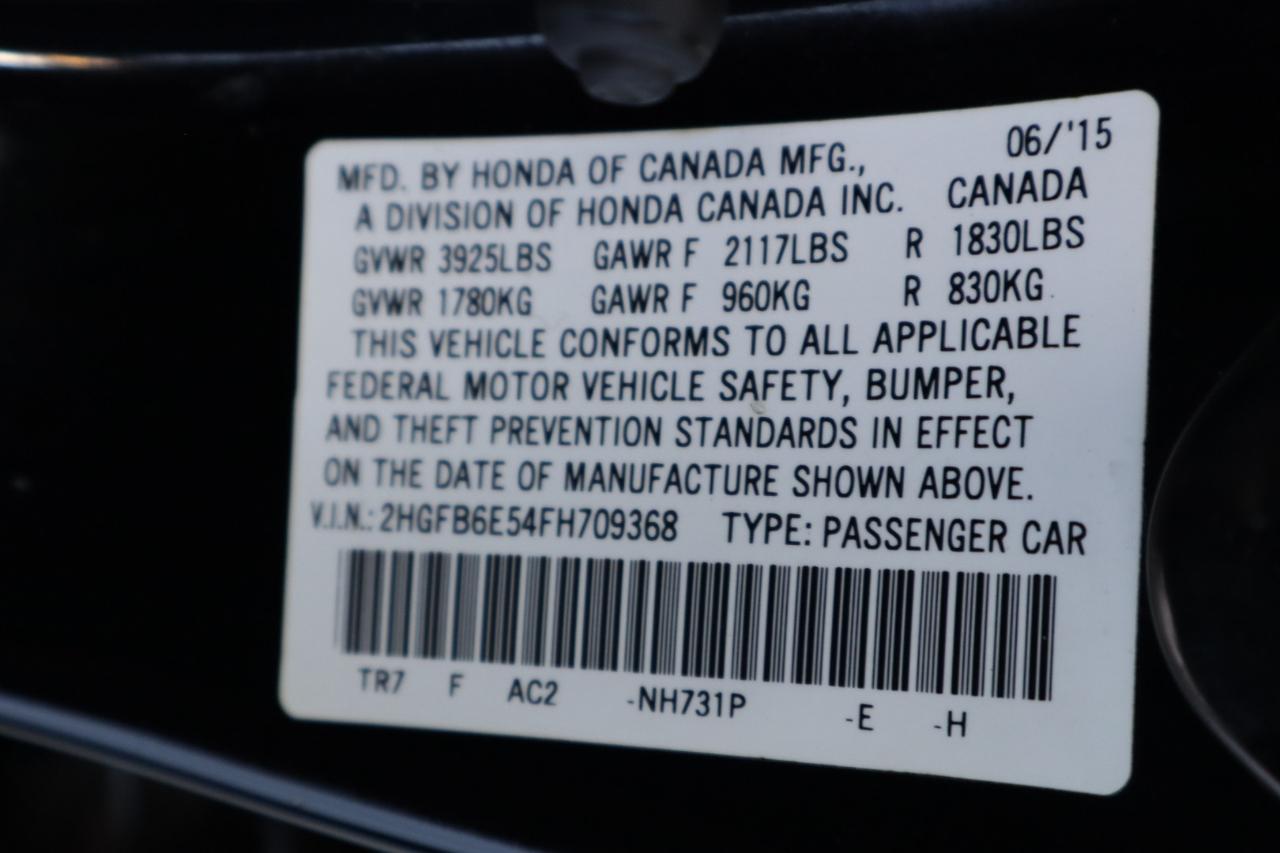 06/'15
MFD. BY HONDA OF CANADA MFG.,
A DIVISION OF HONDA CANADA INC. CANADA
GVWR 3925LBS GAWR F 2117LBS R 1830LBS
GVWR 1780KG GAWR F 960KG R 830KG
THIS VEHICLE CONFORMS TO ALL APPLICABLE
FEDERAL MOTOR VEHICLE SAFETY, BUMPER,
AND THEFT PREVENTION STANDARDS IN EFFECT
ON THE DATE OF MANUFACTURE SHOWN ABOVE.
V.I.N.: 2HGFB6E54FH709368 TYPE: PASSENGER CAR
TR7 F AC2 -NH731P -E -H